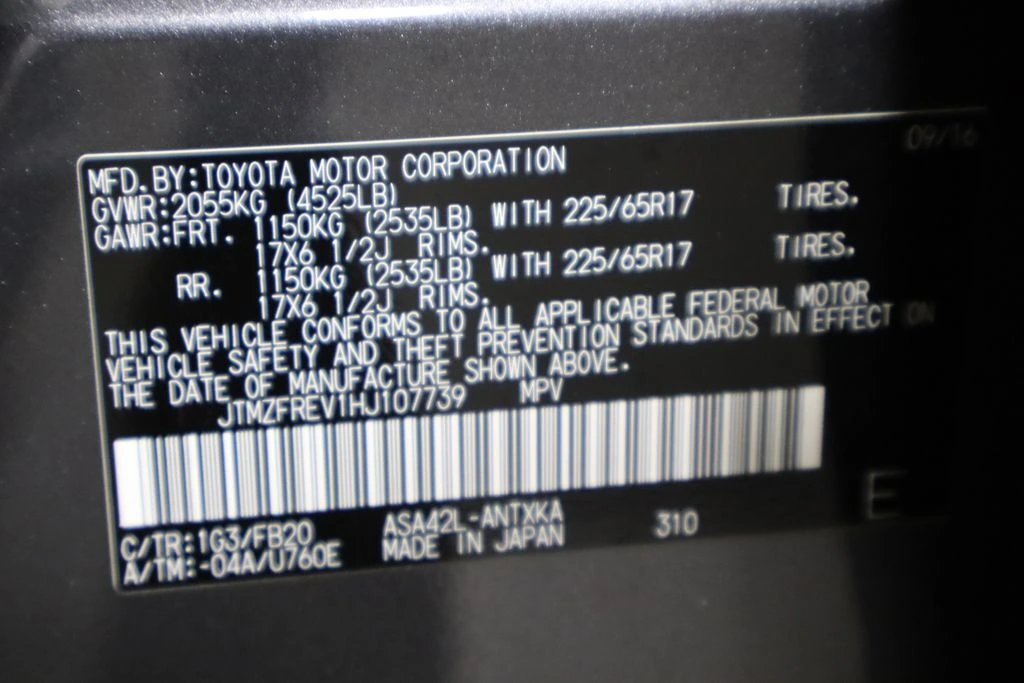 09/16
MFD.BY:TOYOTA MOTOR CORPORATION
GVWR:2055KG (4525LB)
GAWR:FRT. 1150KG (2535LB) WITH 225/65R17 TIRES.
17X6 1/2J RIMS.
RR. 1150KG (2535LB) WITH 225/65R17 TIRES.
17X6 1/2J RIMS.
THIS VEHICLE CONFORMS TO ALL APPLICABLE FEDERAL MOTOR
VEHICLE SAFETY AND THEFT PREVENTION STANDARDS IN EFFECT ON
THE DATE OF MANUFACTURE SHOWN ABOVE.
JTMZFREV1HJ107739 MPV
E
C/TR:1G3/FB20 ASA42L-ANTXKA 310
A/TM:-04A/U760E MADE IN JAPAN